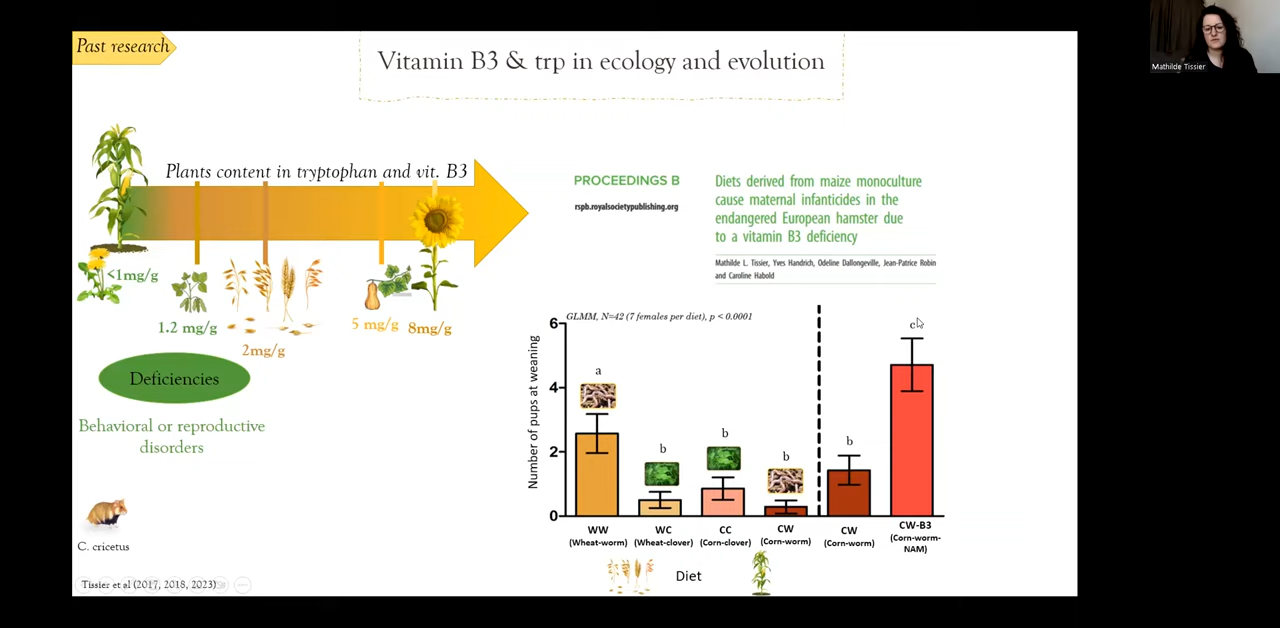 Past research
Vitamin B3 & trp in ecology and evolution
Mathilde Tissier
Plants content in tryptophan and vit. B3
<1mg/g
1.2 mg/g
2mg/g
5 mg/g
8mg/g
Deficiencies
Behavioral or reproductive
disorders
C. cricetus
Tissier et al (2017, 2018, 2023)
PROCEEDINGS B
rspb.royalsocietypublishing.org
Diets derived from maize monoculture
cause maternal infanticides in the
endangered European hamster due
to a vitamin B3 deficiency
Mathilde L. Tissier, Yves Handrich, Odeline Dallongeville, Jean-Patrice Robin
and Caroline Habold
GLMM, N=42 (7 females per diet), p < 0.0001
Number of pups at weaning
6
4
2
0
a
b
b
b
b
c
WW
(Wheat-worm)
WC
(Wheat-clover)
CC
(Corn-clover)
CW
(Corn-worm)
CW
(Corn-worm)
CW-B3
(Corn-worm-
NAM)
Diet